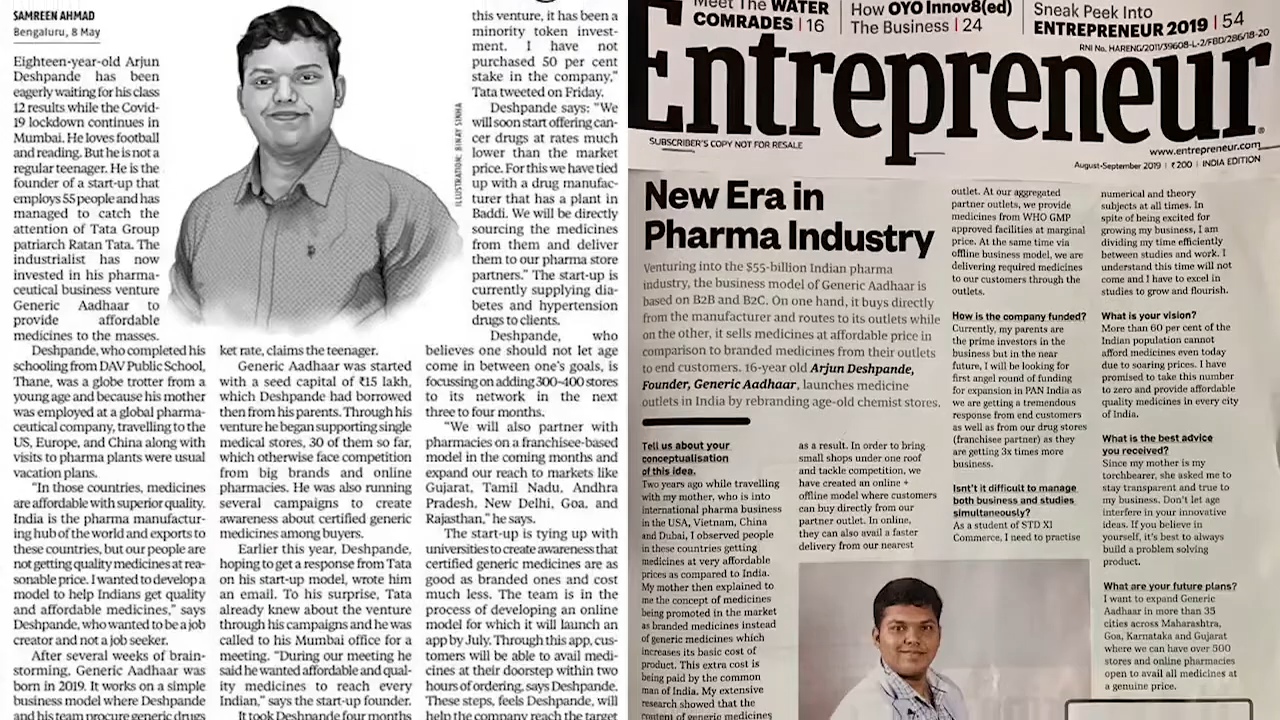 SAMREEN AHMAD
Bengaluru, 8 May
Eighteen-year-old Arjun
Deshpande has been
eagerly waiting for his class
12 results while the Covid-
19 lockdown continues in
Mumbai. He loves football
and reading. But he is not a
regular teenager. He is the
founder of a start-up that
employs 55 people and has
managed to catch the
attention of Tata Group
patriarch Ratan Tata. The
industrialist has now
invested in his pharma-
ceutical business venture
Generic Aadhaar to
provide affordable
medicines to the masses.
Deshpande, who completed his
schooling from DAV Public School,
Thane, was a globe trotter from a
young age and because his mother
was employed at a global pharma-
ceutical company, travelling to the
US, Europe, and China along with
visits to pharma plants were usual
vacation plans.
"In those countries, medicines
are affordable with superior quality.
India is the pharma manufactur-
ing hub of the world and exports to
these countries, but our people are
not getting quality medicines at rea-
sonable price. I wanted to develop a
model to help Indians get quality
and affordable medicines," says
Deshpande, who wanted to be a job
creator and not a job seeker.
After several weeks of brain-
storming, Generic Aadhaar was
born in 2019. It works on a simple
business model where Deshpande
and his team procure generic drugs
ILLUSTRATION: BINAY SINHA
ket rate, claims the teenager.
Generic Aadhaar was started
with a seed capital of ₹15 lakh,
which Deshpande had borrowed
then from his parents. Through his
venture he began supporting single
medical stores, 30 of them so far,
which otherwise face competition
from big brands and online
pharmacies. He was also running
several campaigns to create
awareness about certified generic
medicines among buyers.
Earlier this year, Deshpande,
hoping to get a response from Tata
on his start-up model, wrote him
an email. To his surprise, Tata
already knew about the venture
through his campaigns and he was
called to his Mumbai office for a
meeting. "During our meeting he
said he wanted affordable and qual-
ity medicines to reach every
Indian," says the start-up founder.
It took Deshpande four months
this venture, it has been a
minority token invest-
ment. I have not
purchased 50 per cent
stake in the company,"
Tata tweeted on Friday.
Deshpande says: "We
will soon start offering can-
cer drugs at rates much
lower than the market
price. For this we have tied
up with a drug manufac-
turer that has a plant in
Baddi. We will be directly
sourcing the medicines
from them and deliver
them to our pharma store
partners." The start-up is
currently supplying dia-
betes and hypertension
drugs to clients.
Deshpande, who
believes one should not let age
come in between one's goals, is
focussing on adding 300-400 stores
to its network in the next
three to four months.
"We will also partner with
pharmacies on a franchisee-based
model in the coming months and
expand our reach to markets like
Gujarat, Tamil Nadu, Andhra
Pradesh, New Delhi, Goa, and
Rajasthan," he says.
The start-up is tying up with
universities to create awareness that
certified generic medicines are as
good as branded ones and cost
much less. The team is in the
process of developing an online
model for which it will launch an
app by July. Through this app, cus-
tomers will be able to avail medi-
cines at their doorstep within two
hours of ordering, says Deshpande.
These steps, feels Deshpande, will
help the company reach the target
Meet The WATER
COMRADES | 16
How OYO Innov8(ed)
The Business | 24
Sneak Peek Into
ENTREPRENEUR 2019 | 54
RNI No. HARENG/2011/39608-L-2/FBD/286/18-20
Entrepreneur
SUBSCRIBER'S COPY NOT FOR RESALE
www.entrepreneur.com
August-September 2019 | ₹200 | INDIA EDITION
New Era in
Pharma Industry
Venturing into the $55-billion Indian pharma
industry, the business model of Generic Aadhaar is
based on B2B and B2C. On one hand, it buys directly
from the manufacturer and routes to its outlets while
on the other, it sells medicines at affordable price in
comparison to branded medicines from their outlets
to end customers. 16-year old Arjun Deshpande,
Founder, Generic Aadhaar, launches medicine
outlets in India by rebranding age-old chemist stores.
Tell us about your
conceptualisation
of this idea.
Two years ago while travelling
with my mother, who is into
international pharma business
in the USA, Vietnam, China
and Dubai, I observed people
in these countries getting
medicines at very affordable
prices as compared to India.
My mother then explained to
me the concept of medicines
being promoted in the market
as branded medicines instead
of generic medicines which
increases its basic cost of
product. This extra cost is
being paid by the common
man of India. My extensive
research showed that the
content of generic medicines
as a result. In order to bring
small shops under one roof
and tackle competition, we
have created an online +
offline model where customers
can buy directly from our
partner outlet. In online,
they can also avail a faster
delivery from our nearest
outlet. At our aggregated
partner outlets, we provide
medicines from WHO GMP
approved facilities at marginal
price. At the same time via
offline business model, we are
delivering required medicines
to our customers through the
outlets.
How is the company funded?
Currently, my parents are
the prime investors in the
business but in the near
future, I will be looking for
first angel round of funding
for expansion in PAN India as
we are getting a tremendous
response from end customers
as well as from our drug stores
(franchisee partner) as they
are getting 3x times more
business.
Isn't it difficult to manage
both business and studies
simultaneously?
As a student of STD XI
Commerce, I need to practise
numerical and theory
subjects at all times. In
spite of being excited for
growing my business, I am
dividing my time efficiently
between studies and work. I
understand this time will not
come and I have to excel in
studies to grow and flourish.
What is your vision?
More than 60 per cent of the
Indian population cannot
afford medicines even today
due to soaring prices. I have
promised to take this number
to zero and provide affordable
quality medicines in every city
of India.
What is the best advice
you received?
Since my mother is my
torchbearer, she asked me to
stay transparent and true to
my business. Don't let age
interfere in your innovative
ideas. If you believe in
yourself, it's best to always
build a problem solving
product.
What are your future plans?
I want to expand Generic
Aadhaar in more than 35
cities across Maharashtra,
Goa, Karnataka and Gujarat
where we can have over 500
stores and online pharmacies
open to avail all medicines at
a genuine price.